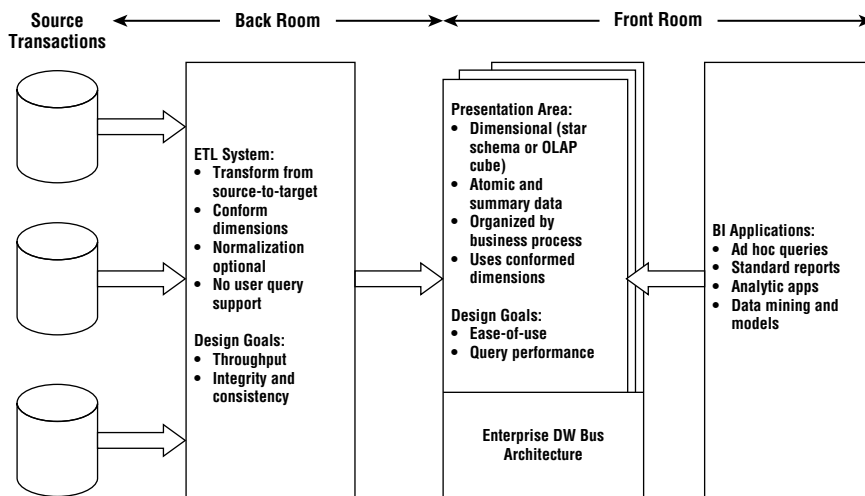 Source
Transactions
Back Room
Front Room
ETL System:
• Transform from
source-to-target
• Conform
dimensions
• Normalization
optional
• No user query
support
Design Goals:
• Throughput
• Integrity and
consistency
Presentation Area:
• Dimensional (star
schema or OLAP
cube)
• Atomic and
summary data
• Organized by
business process
• Uses conformed
dimensions
Design Goals:
• Ease-of-use
• Query performance
Enterprise DW Bus
Architecture
BI Applications:
• Ad hoc queries
• Standard reports
• Analytic apps
• Data mining and
models